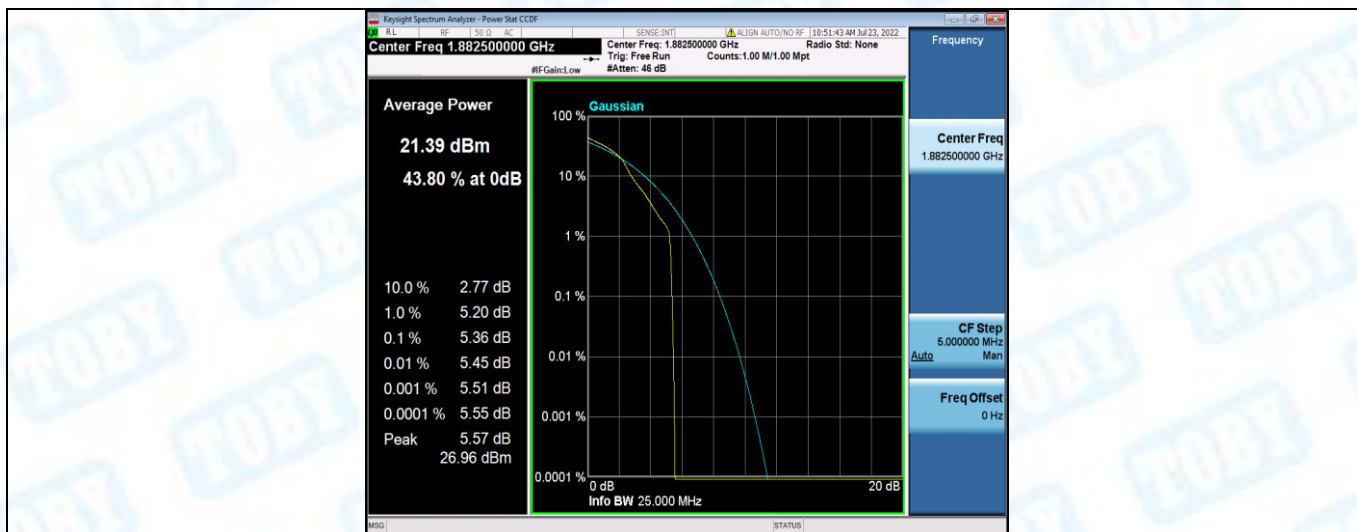 Keysight Spectrum Analyzer - Power Stat CCDF
RL RF 50 Ω AC SENSE:INT ALIGN AUTO/NO RF 10:51:43 AM Jul 23, 2022
Center Freq 1.882500000 GHz
Center Freq: 1.882500000 GHz Radio Std: None
Trig: Free Run Counts:1.00 M/1.00 Mpt
#IFGain:Low #Atten: 46 dB
Frequency
Average Power
21.39 dBm
43.80 % at 0dB
10.0 % 2.77 dB
1.0 % 5.20 dB
0.1 % 5.36 dB
0.01 % 5.45 dB
0.001 % 5.51 dB
0.0001 % 5.55 dB
Peak 5.57 dB
26.96 dBm
Gaussian
100 %
10 %
1 %
0.1 %
0.01 %
0.001 %
0.0001 %
0 dB 20 dB
Info BW 25.000 MHz
Center Freq
1.882500000 GHz
CF Step
5.000000 MHz
Auto Man
Freq Offset
0 Hz
MSG STATUS
TOBY
TOBY
TOBY
TOBY
TOBY
TOBY
TOBY
TOBY